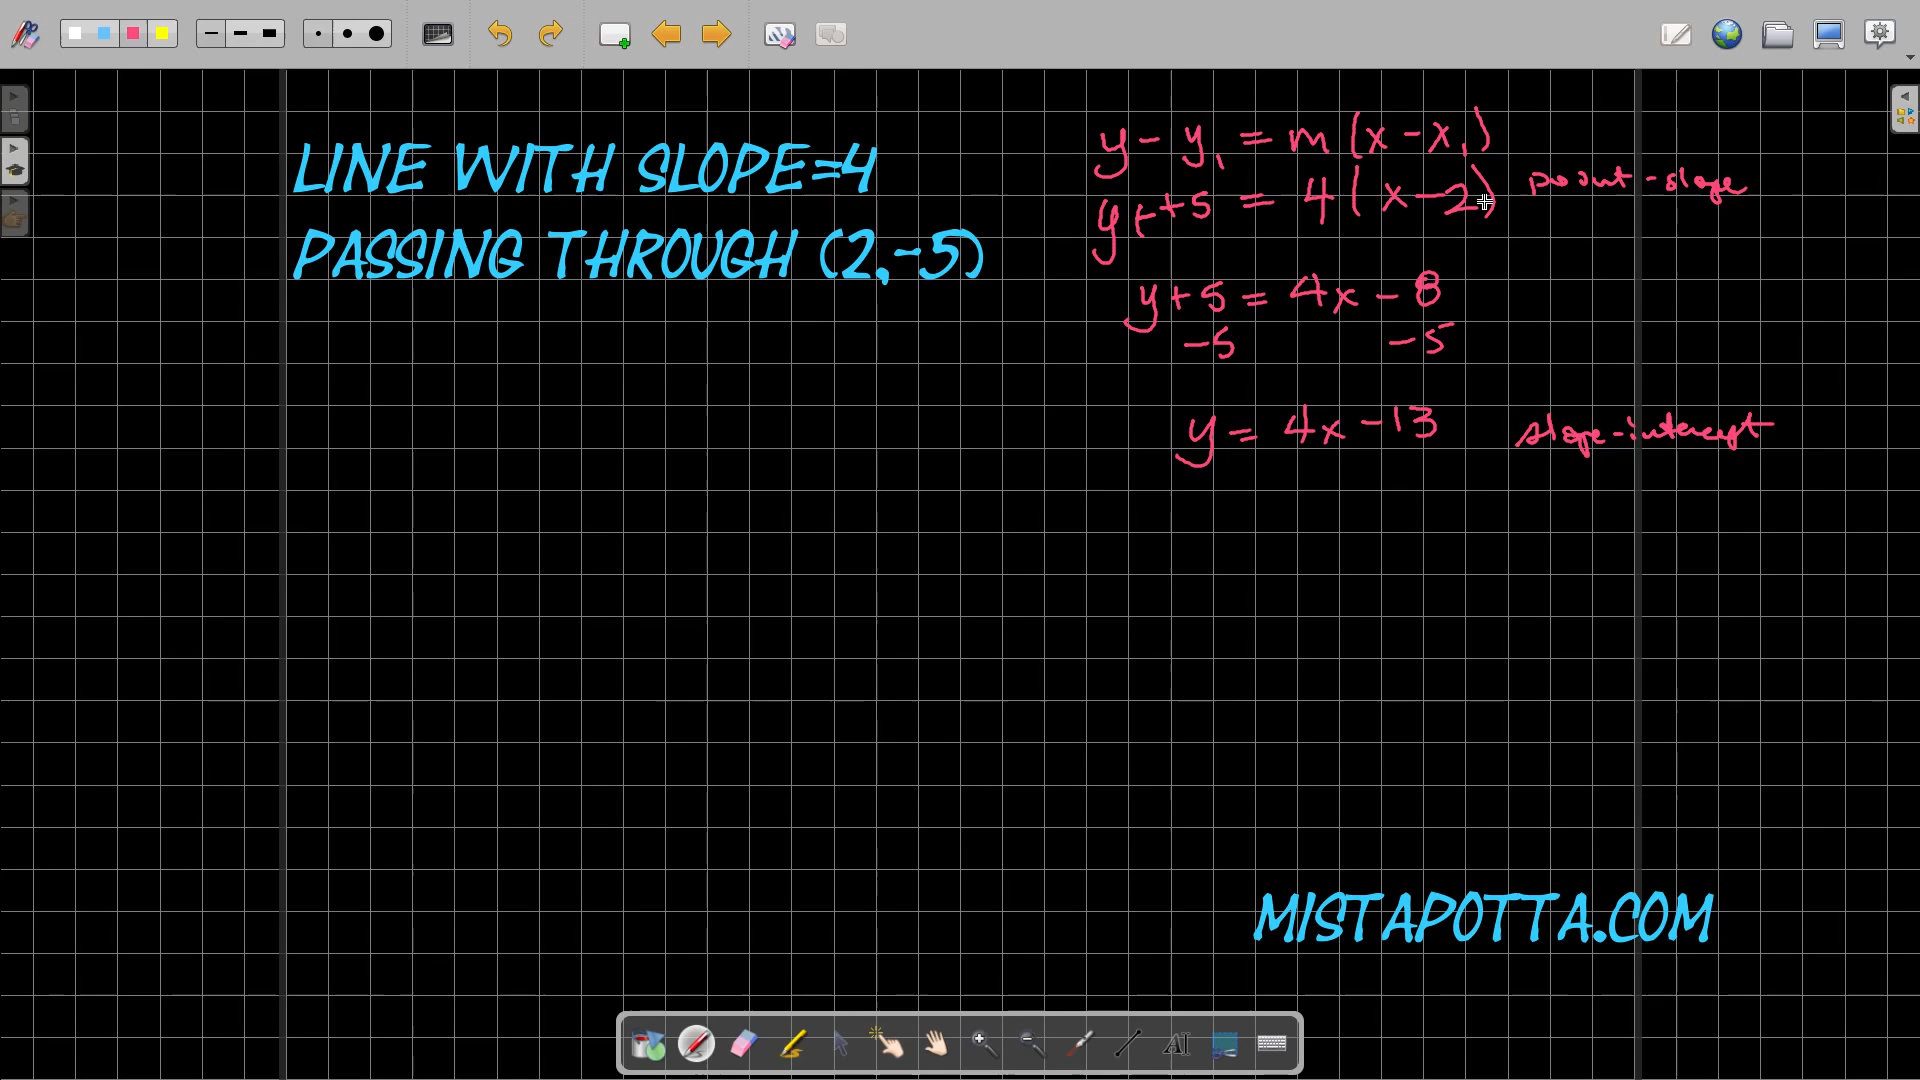 LINE WITH SLOPE=4
PASSING THROUGH (2,-5)
y - y₁ = m(x - x₁)
y + 5 = 4(x - 2)
point-slope
y + 5 = 4x - 8
-5 -5
y = 4x - 13
slope-intercept
MISTAPOTTA.COM